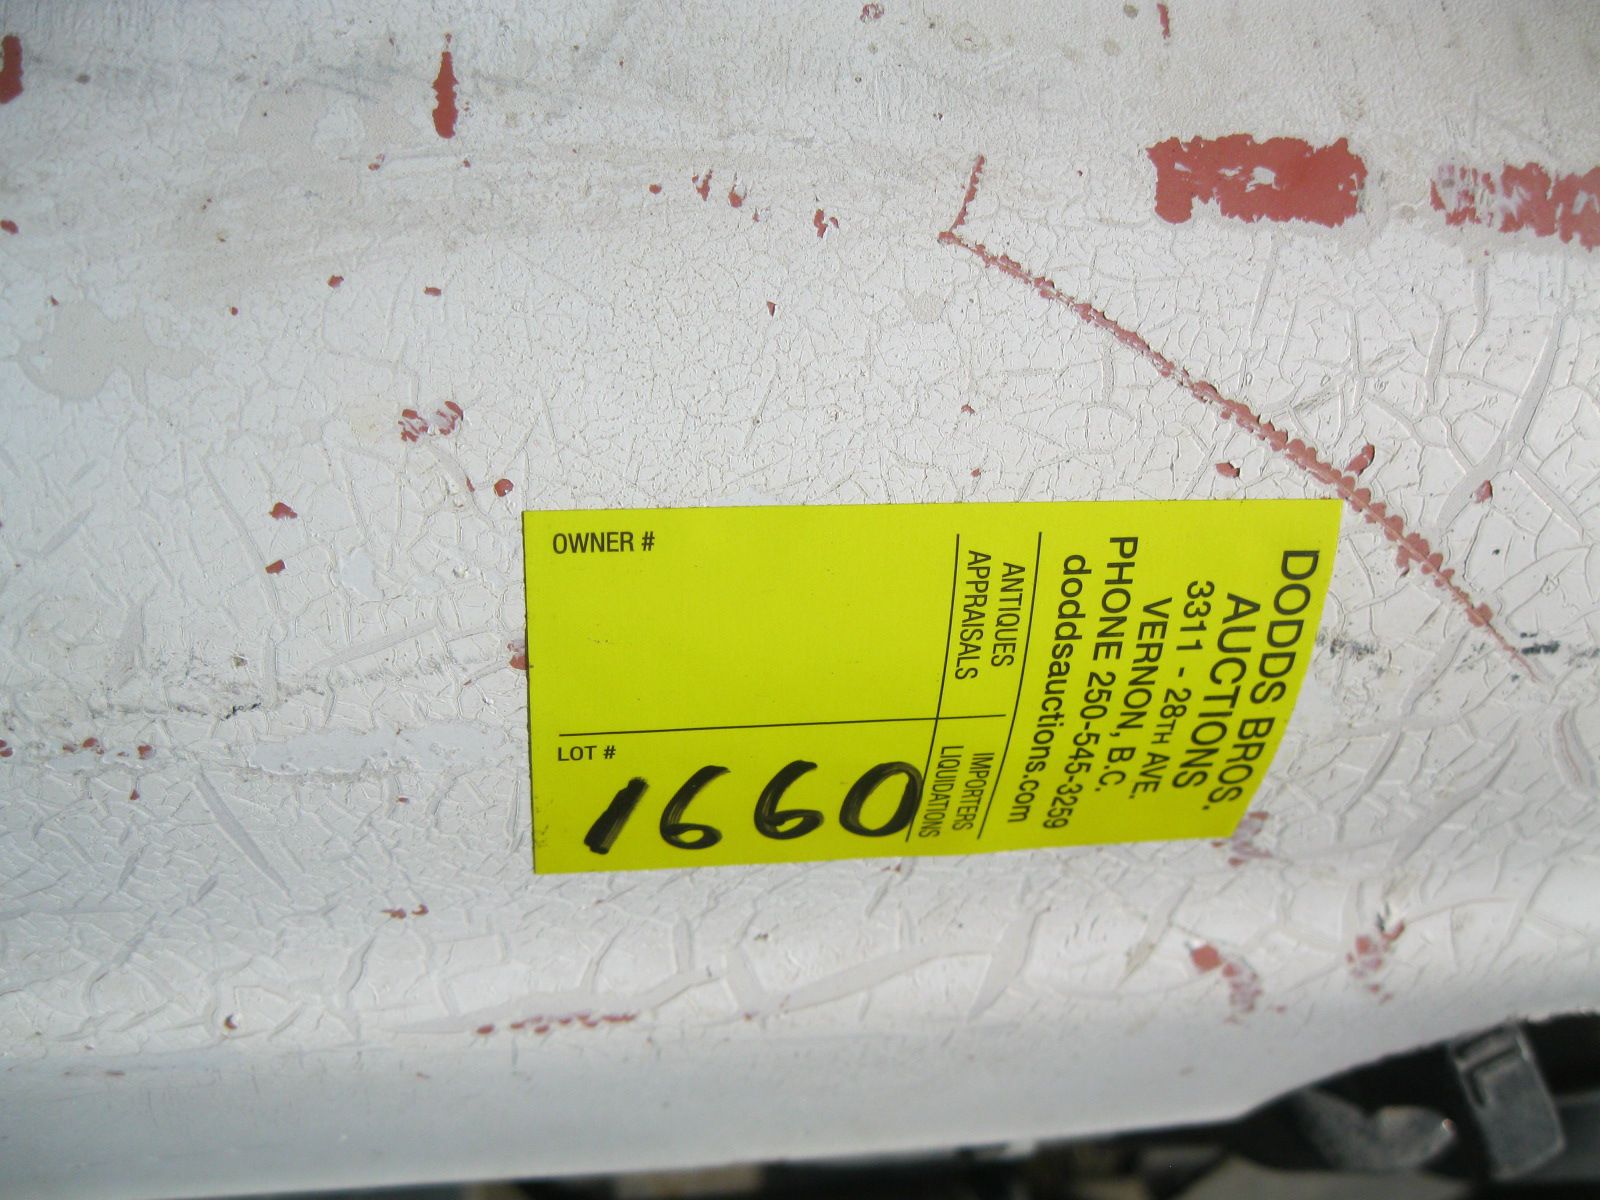 DODDS BROS.
AUCTIONS
3311 - 28TH AVE.
VERNON, B.C.
PHONE 250-545-3259
doddsauctions.com
ANTIQUES
APPRAISALS
IMPORTERS
LIQUIDATIONS
OWNER #
LOT #
1660